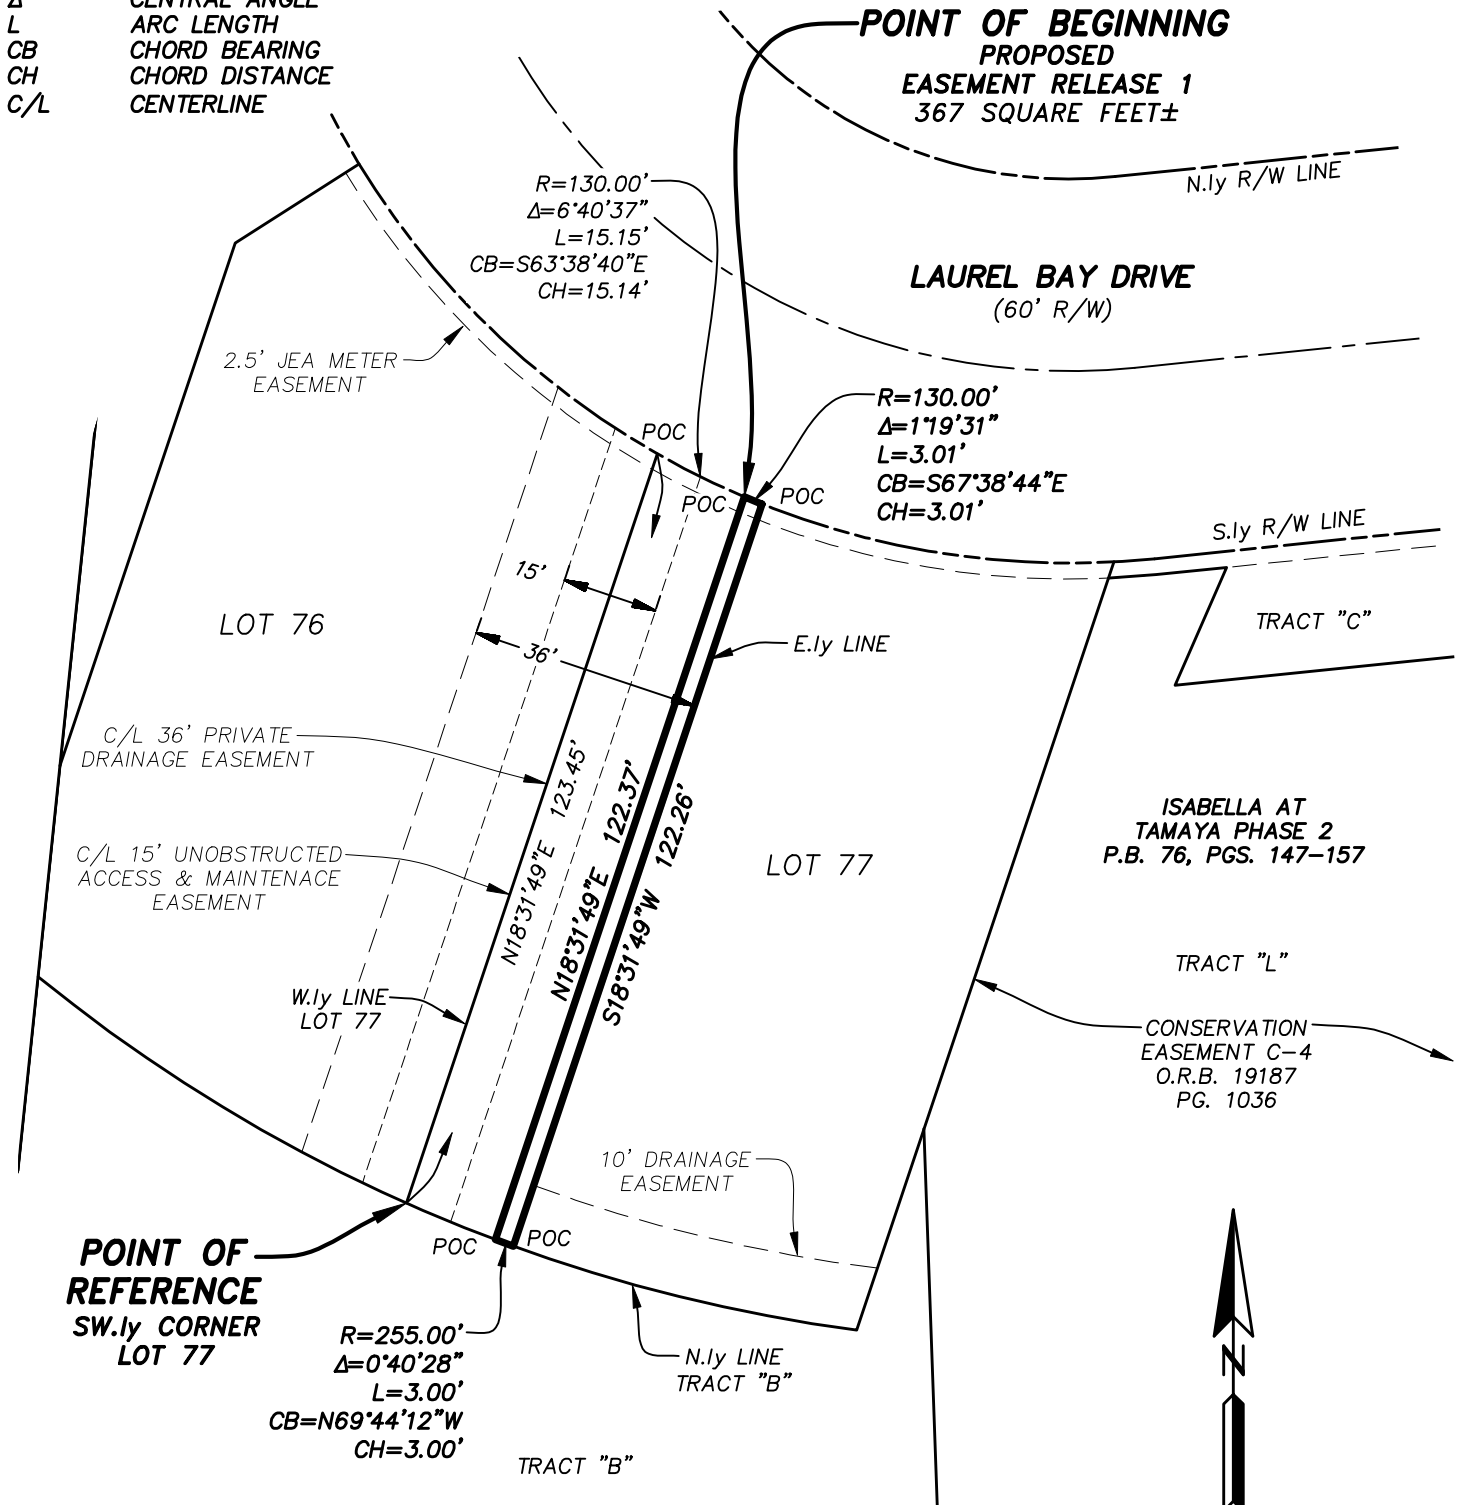 Δ CENTRAL ANGLE
L ARC LENGTH
CB CHORD BEARING
CH CHORD DISTANCE
C/L CENTERLINE
POINT OF BEGINNING
PROPOSED
EASEMENT RELEASE 1
367 SQUARE FEET±
N.ly R/W LINE
R=130.00'
Δ=6°40'37"
L=15.15'
CB=S63°38'40"E
CH=15.14'
LAUREL BAY DRIVE
(60' R/W)
2.5' JEA METER
EASEMENT
R=130.00'
Δ=1°19'31"
L=3.01'
CB=S67°38'44"E
CH=3.01'
POC
POC
POC
S.ly R/W LINE
15'
LOT 76
TRACT "C"
36'
E.ly LINE
C/L 36' PRIVATE
DRAINAGE EASEMENT
C/L 15' UNOBSTRUCTED
ACCESS & MAINTENACE
EASEMENT
N18°31'49"E 123.45'
N18°31'49"E 122.37'
S18°31'49"W 122.26'
LOT 77
ISABELLA AT
TAMAYA PHASE 2
P.B. 76, PGS. 147-157
TRACT "L"
W.ly LINE
LOT 77
CONSERVATION
EASEMENT C-4
O.R.B. 19187
PG. 1036
10' DRAINAGE
EASEMENT
POC
POC
POINT OF
REFERENCE
SW.ly CORNER
LOT 77
R=255.00'
Δ=0°40'28"
L=3.00'
CB=N69°44'12"W
CH=3.00'
N.ly LINE
TRACT "B"
TRACT "B"
N